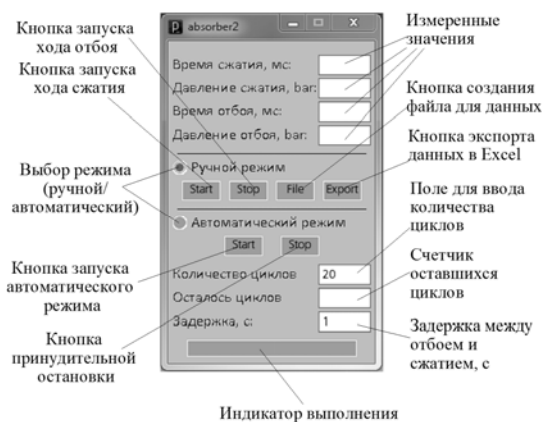 Кнопка запуска
хода отбоя
Кнопка запуска
хода сжатия
Выбор режима
(ручной/
автоматический)
Кнопка запуска
автоматического
режима
Кнопка
принудительной
остановки
absorber2
Время сжатия, мс:
Давление сжатия, bar:
Время отбоя, мс:
Давление отбоя, bar:
Ручной режим
Start Stop File Export
Автоматический режим
Start Stop
Количество циклов 20
Осталось циклов
Задержка, с: 1
Измеренные
значения
Кнопка создания
файла для данных
Кнопка экспорта
данных в Excel
Поле для ввода
количества
циклов
Счетчик
оставшихся
циклов
Задержка между
отбоем и
сжатием, с
Индикатор выполнения